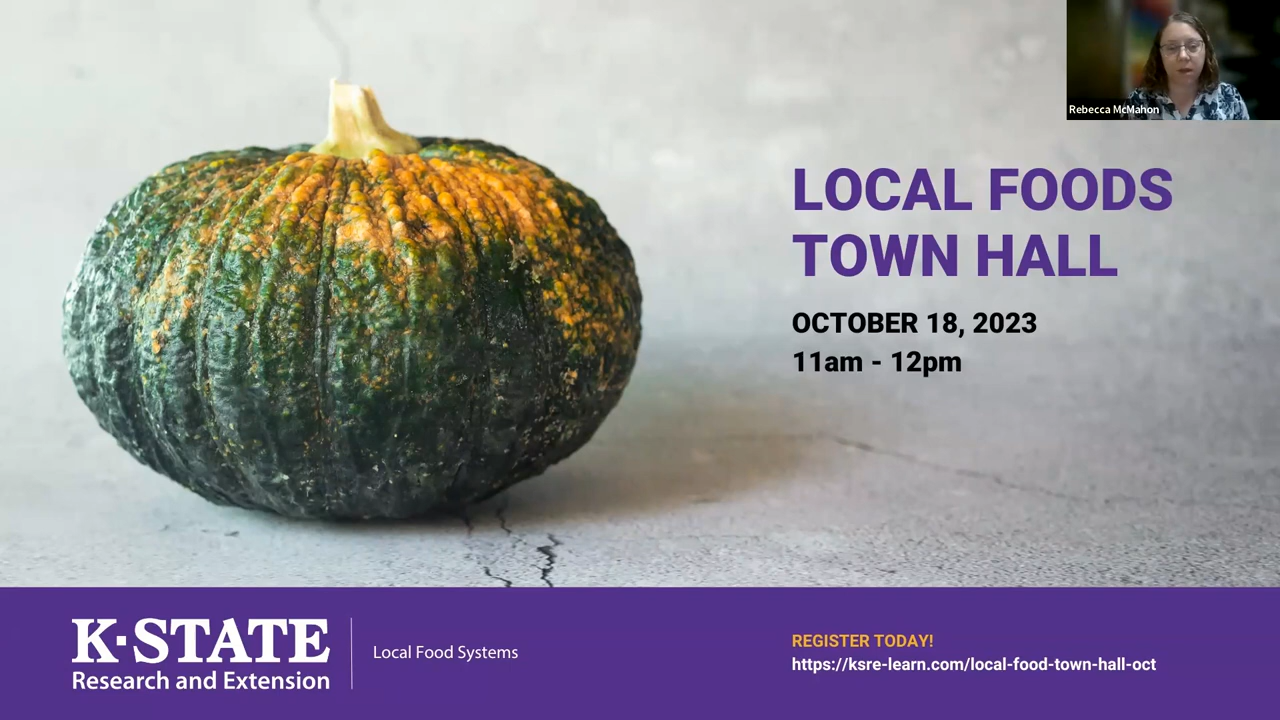 Rebecca McMahon
LOCAL FOODS
TOWN HALL
OCTOBER 18, 2023
11am - 12pm
K·STATE
Research and Extension
Local Food Systems
REGISTER TODAY!
https://ksre-learn.com/local-food-town-hall-oct